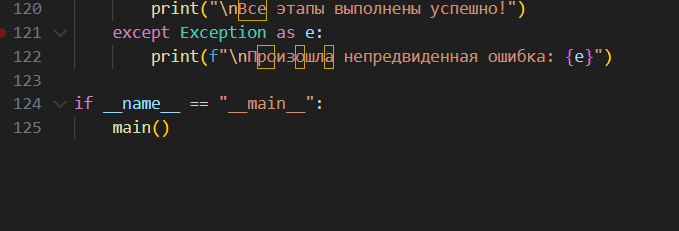 120 print("\nВсе этапы выполнены успешно!")
121 except Exception as e:
122 print(f"\nПроизошла непредвиденная ошибка: {e}")
123
124 if __name__ == "__main__":
125 main()